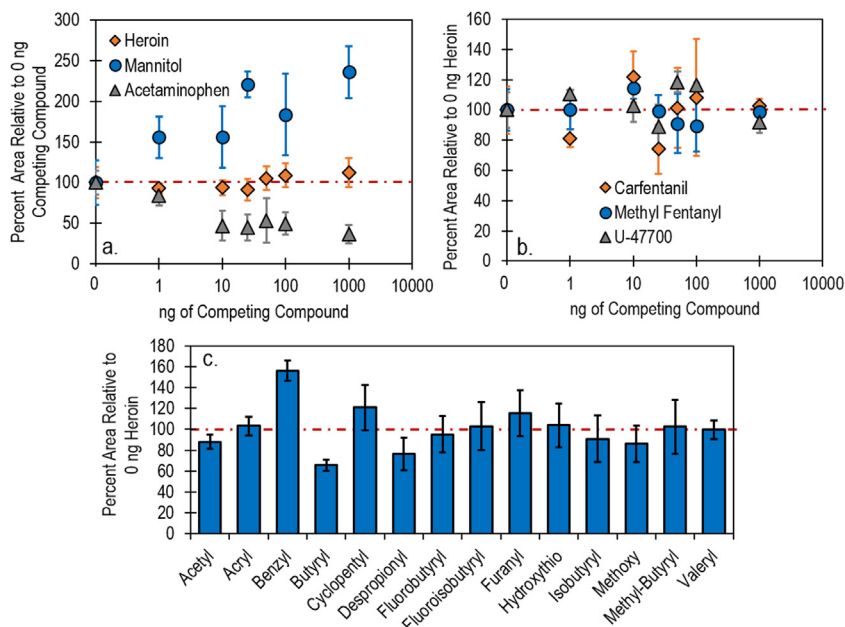 300
250
200
150
100
50
0
Percent Area Relative to 0 ng
Competing Compound
Heroin
Mannitol
Acetaminophen
a.
0 1 10 100 1000 10000
ng of Competing Compound
160
140
120
100
80
60
40
20
0
Percent Area Relative to 0 ng Heroin
Carfentanil
Methyl Fentanyl
U-47700
b.
0 1 10 100 1000 10000
ng of Competing Compound
180
160
140
120
100
80
60
40
20
0
Percent Area Relative to
0 ng Heroin
c.
Acetyl
Acryl
Benzyl
Butyryl
Cyclopentyl
Despropionyl
Fluorobutyryl
Fluoroisobutyryl
Furanyl
Hydroxythio
Isobutyryl
Methoxy
Methyl-Butyryl
Valeryl